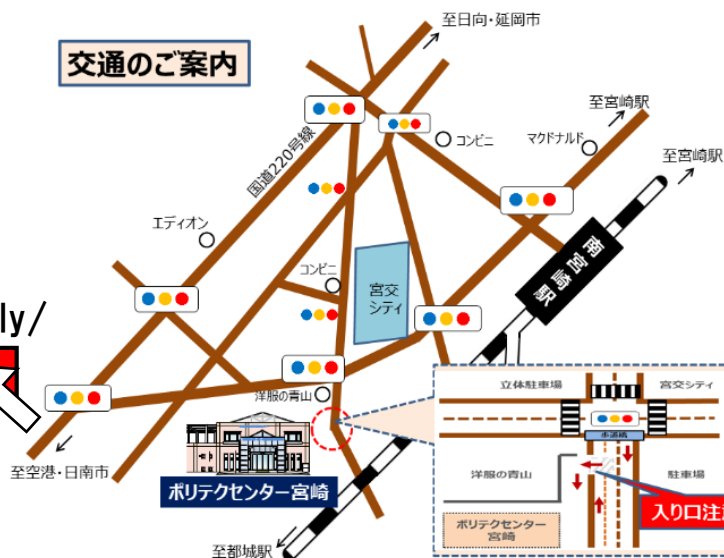 交通のご案内
至日向・延岡市
国道220号線
コンビニ
マクドナルド
至宮崎駅
至宮崎駅
エディオン
南宮崎駅
コンビニ
宮交
シティ
ly/
洋服の青山
ポリテクセンター宮崎
至空港・日南市
至都城駅
立体駐車場
宮交シティ
歩道橋
洋服の青山
駐車場
入り口注
ポリテクセンター
宮崎